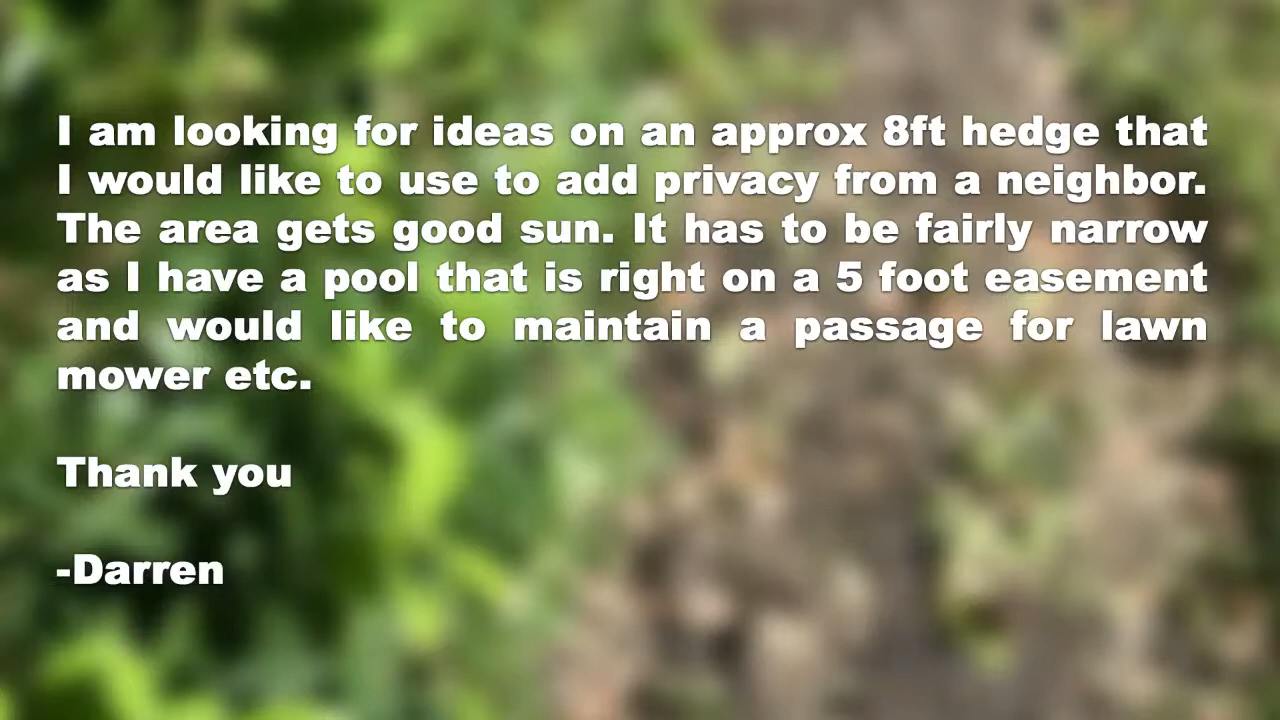 I am looking for ideas on an approx 8ft hedge that
I would like to use to add privacy from a neighbor.
The area gets good sun. It has to be fairly narrow
as I have a pool that is right on a 5 foot easement
and would like to maintain a passage for lawn
mower etc.
Thank you
-Darren